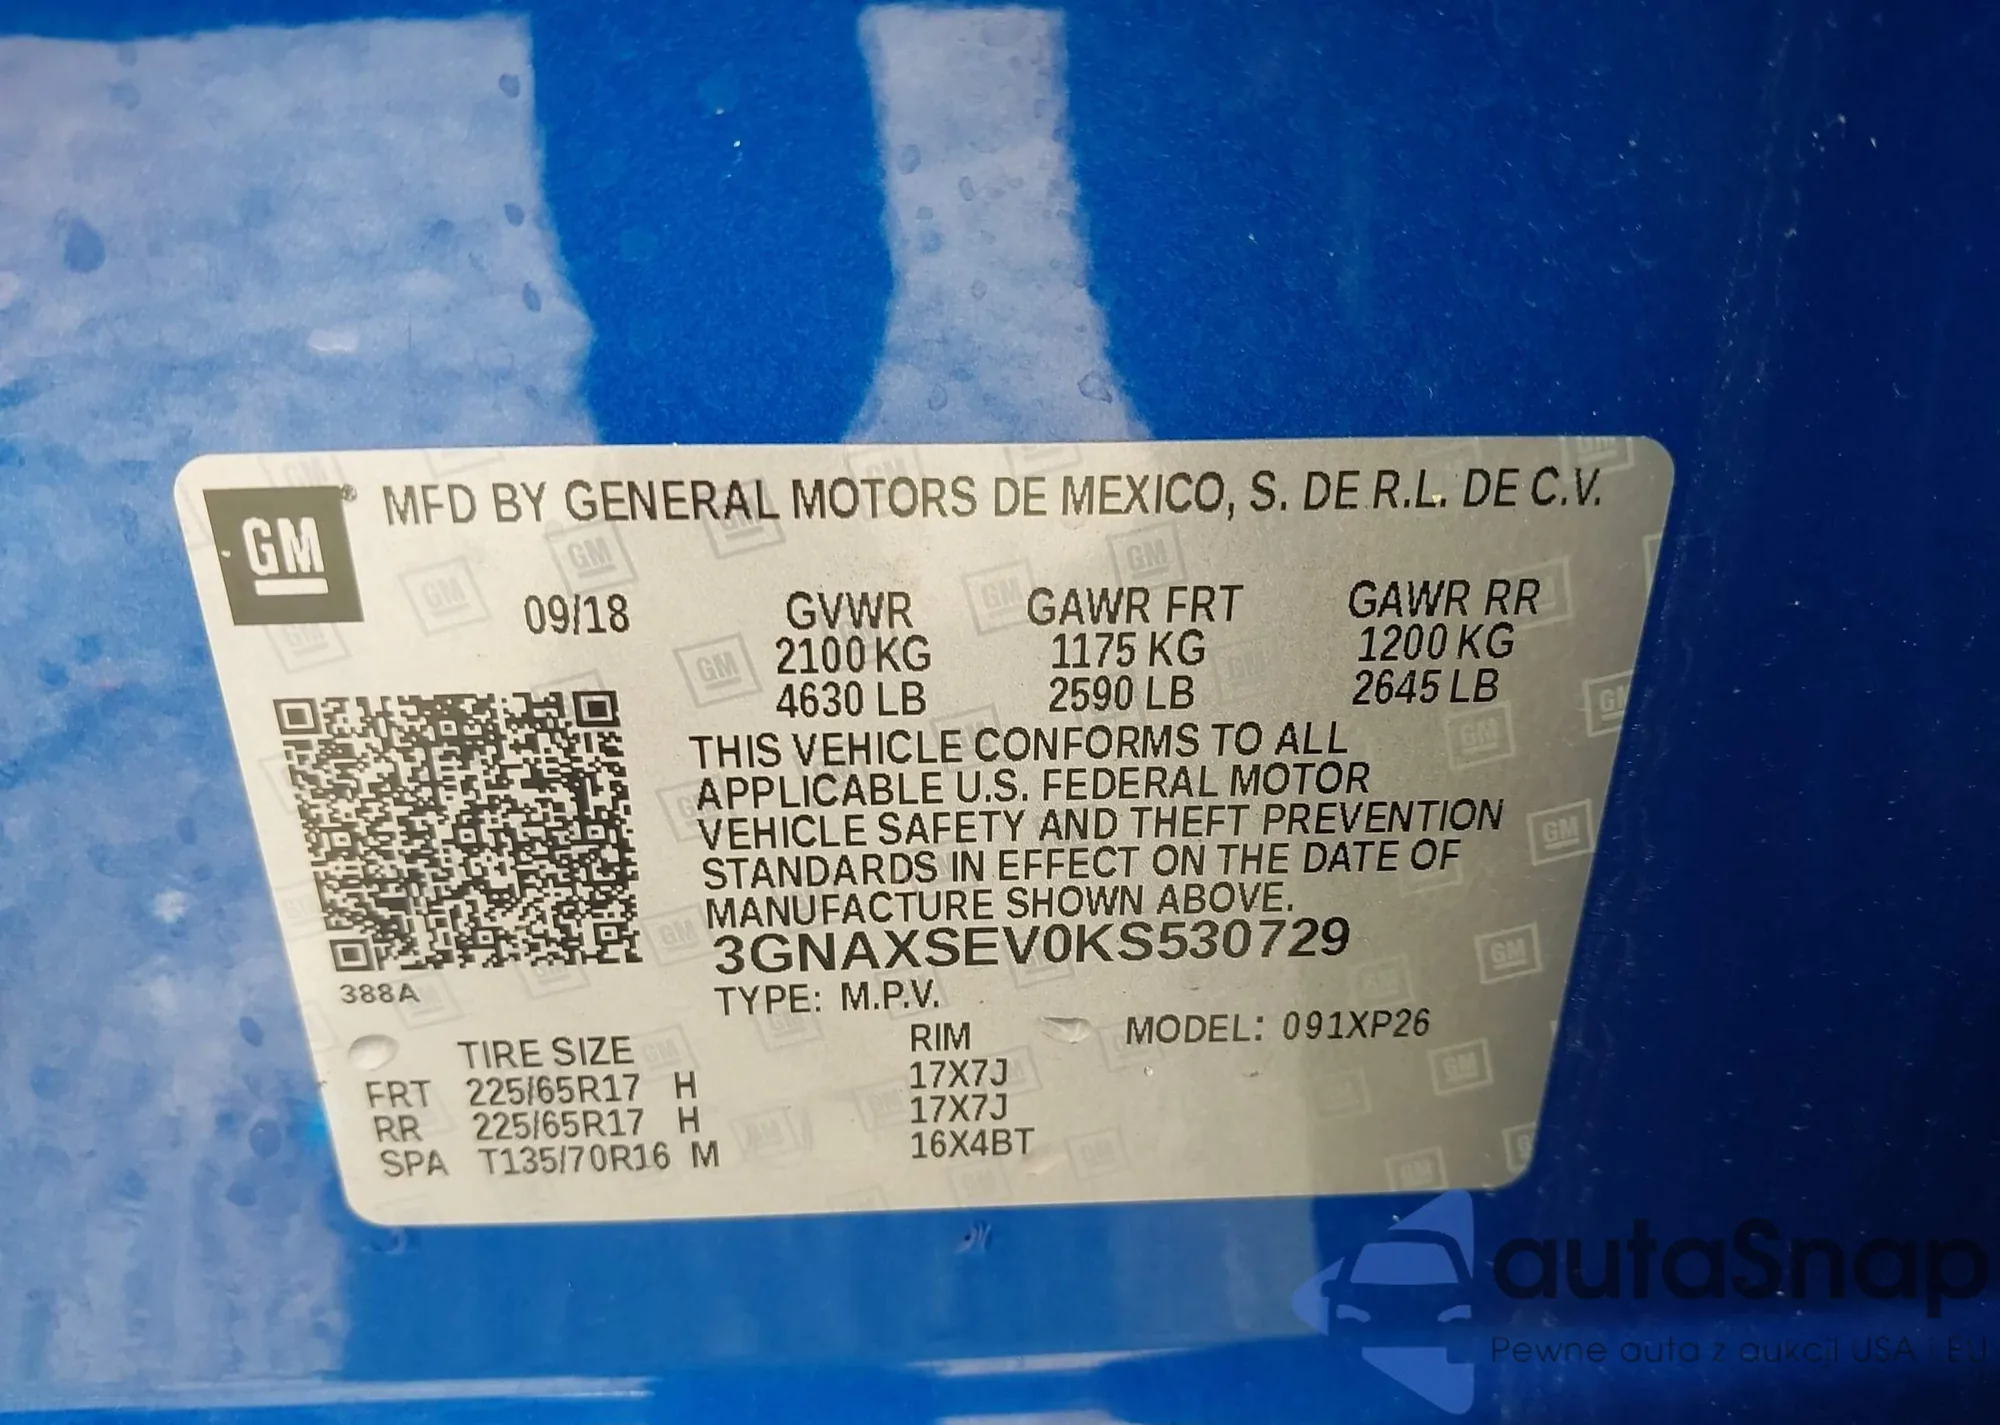 GM® MFD BY GENERAL MOTORS DE MEXICO, S. DE R.L. DE C.V.
09/18 GVWR GAWR FRT GAWR RR
2100 KG 1175 KG 1200 KG
4630 LB 2590 LB 2645 LB
THIS VEHICLE CONFORMS TO ALL
APPLICABLE U.S. FEDERAL MOTOR
VEHICLE SAFETY AND THEFT PREVENTION
STANDARDS IN EFFECT ON THE DATE OF
MANUFACTURE SHOWN ABOVE.
3GNAXSEV0KS530729
388A
TYPE: M.P.V.
TIRE SIZE RIM MODEL: 091XP26
FRT 225/65R17 H 17X7J
RR 225/65R17 H 17X7J
SPA T135/70R16 M 16X4BT
autaSnap
Pewne auta z aukcji USA i EU